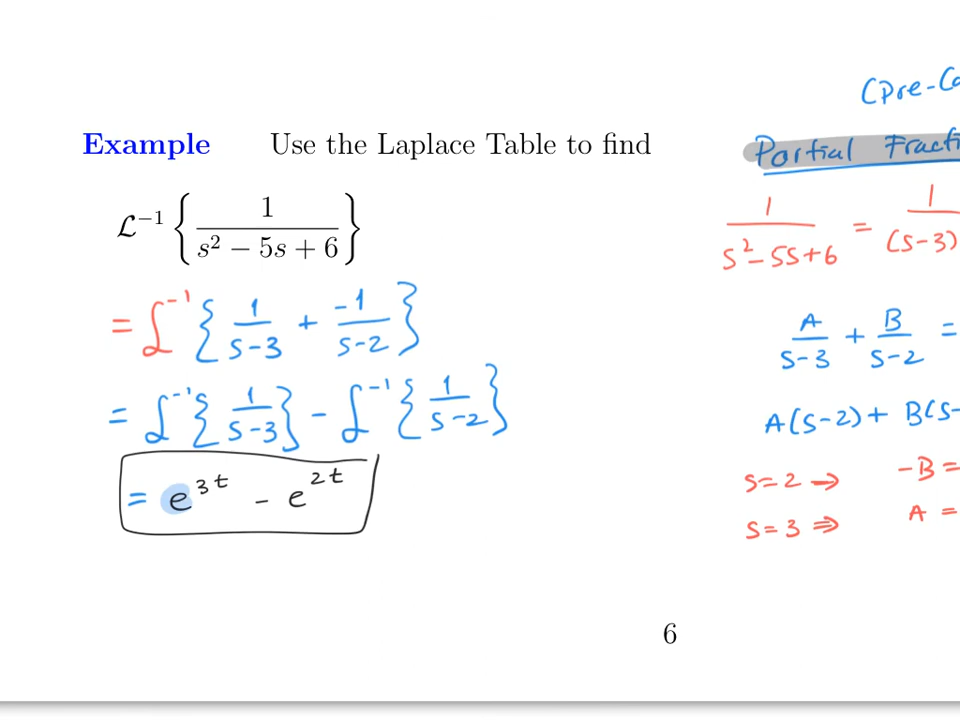 (Pre-Ca
Example Use the Laplace Table to find
Partial Fracti
ℒ⁻¹ { 1 / (s² − 5s + 6) }
1 / (s² − 5s + 6) = 1 / (s−3)
= ℒ⁻¹ { 1/(s−3) + −1/(s−2) }
A/(s−3) + B/(s−2) =
= ℒ⁻¹ { 1/(s−3) } − ℒ⁻¹ { 1/(s−2) }
A(s−2) + B(s−
= e^{3t} − e^{2t}
s=2 → −B =
s=3 ⇒ A =
6